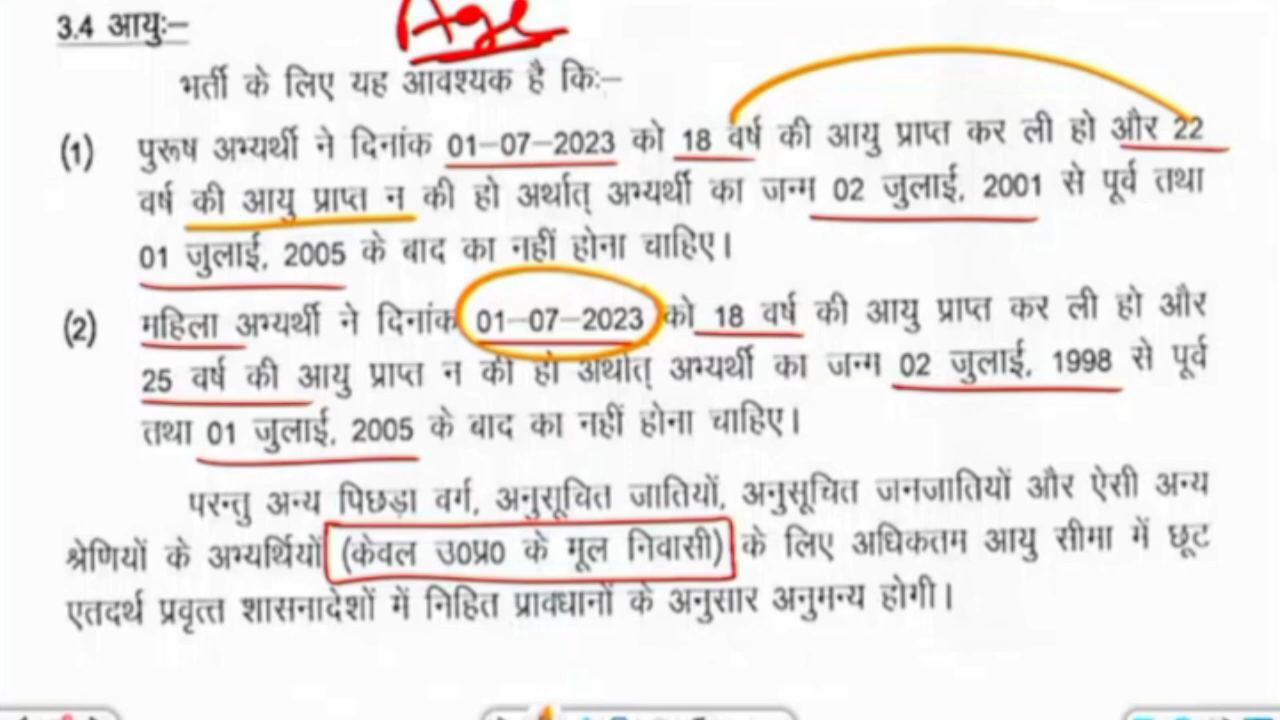 3.4 आयुः–
Age
भर्ती के लिए यह आवश्यक है किः–
(1) पुरूष अभ्यर्थी ने दिनांक 01–07–2023 को 18 वर्ष की आयु प्राप्त कर ली हो और 22
वर्ष की आयु प्राप्त न की हो अर्थात् अभ्यर्थी का जन्म 02 जुलाई, 2001 से पूर्व तथा
01 जुलाई, 2005 के बाद का नहीं होना चाहिए।
(2) महिला अभ्यर्थी ने दिनांक 01–07–2023 को 18 वर्ष की आयु प्राप्त कर ली हो और
25 वर्ष की आयु प्राप्त न की हो अर्थात् अभ्यर्थी का जन्म 02 जुलाई, 1998 से पूर्व
तथा 01 जुलाई, 2005 के बाद का नहीं होना चाहिए।
परन्तु अन्य पिछड़ा वर्ग, अनुसूचित जातियों, अनुसूचित जनजातियों और ऐसी अन्य
श्रेणियों के अभ्यर्थियों (केवल उ0प्र0 के मूल निवासी) के लिए अधिकतम आयु सीमा में छूट
एतदर्थ प्रवृत्त शासनादेशों में निहित प्रावधानों के अनुसार अनुमन्य होगी।